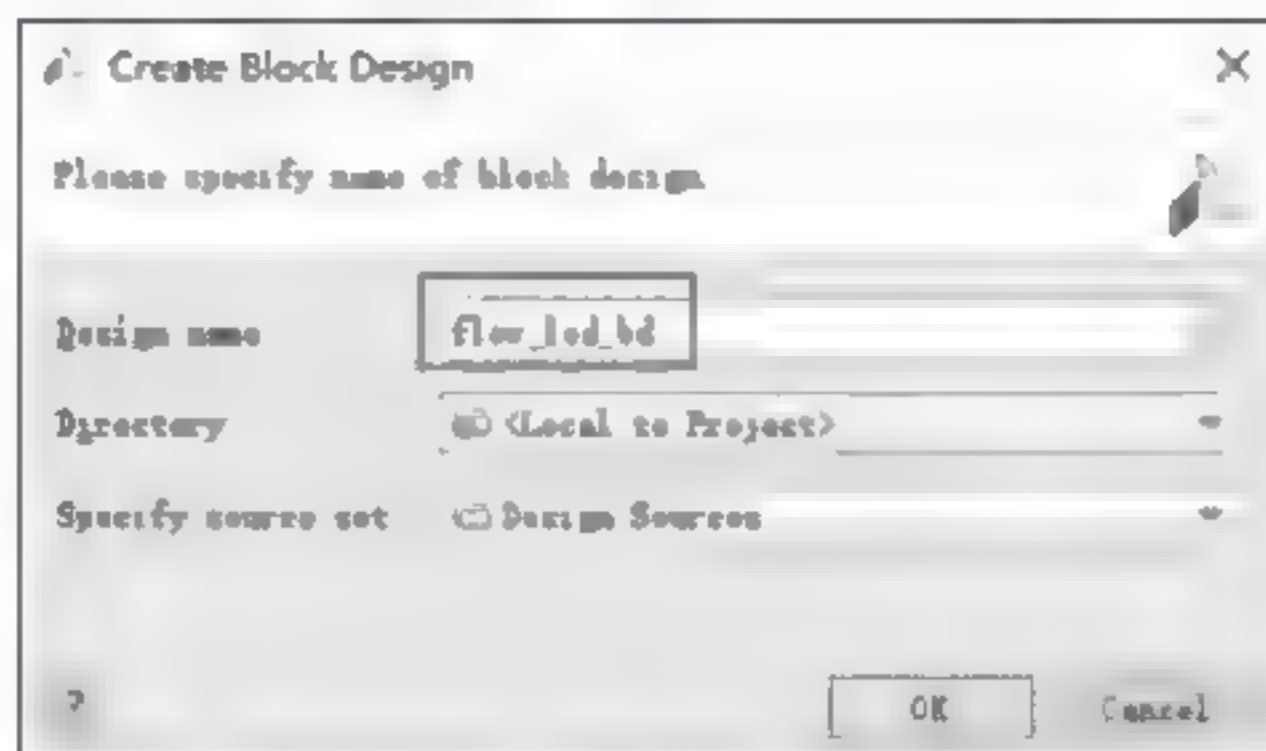 Create Block Design
Please specify name of block design
Design name flow_led_bd
Directory <Local to Project>
Specify source set Design Sources
? OK Cancel